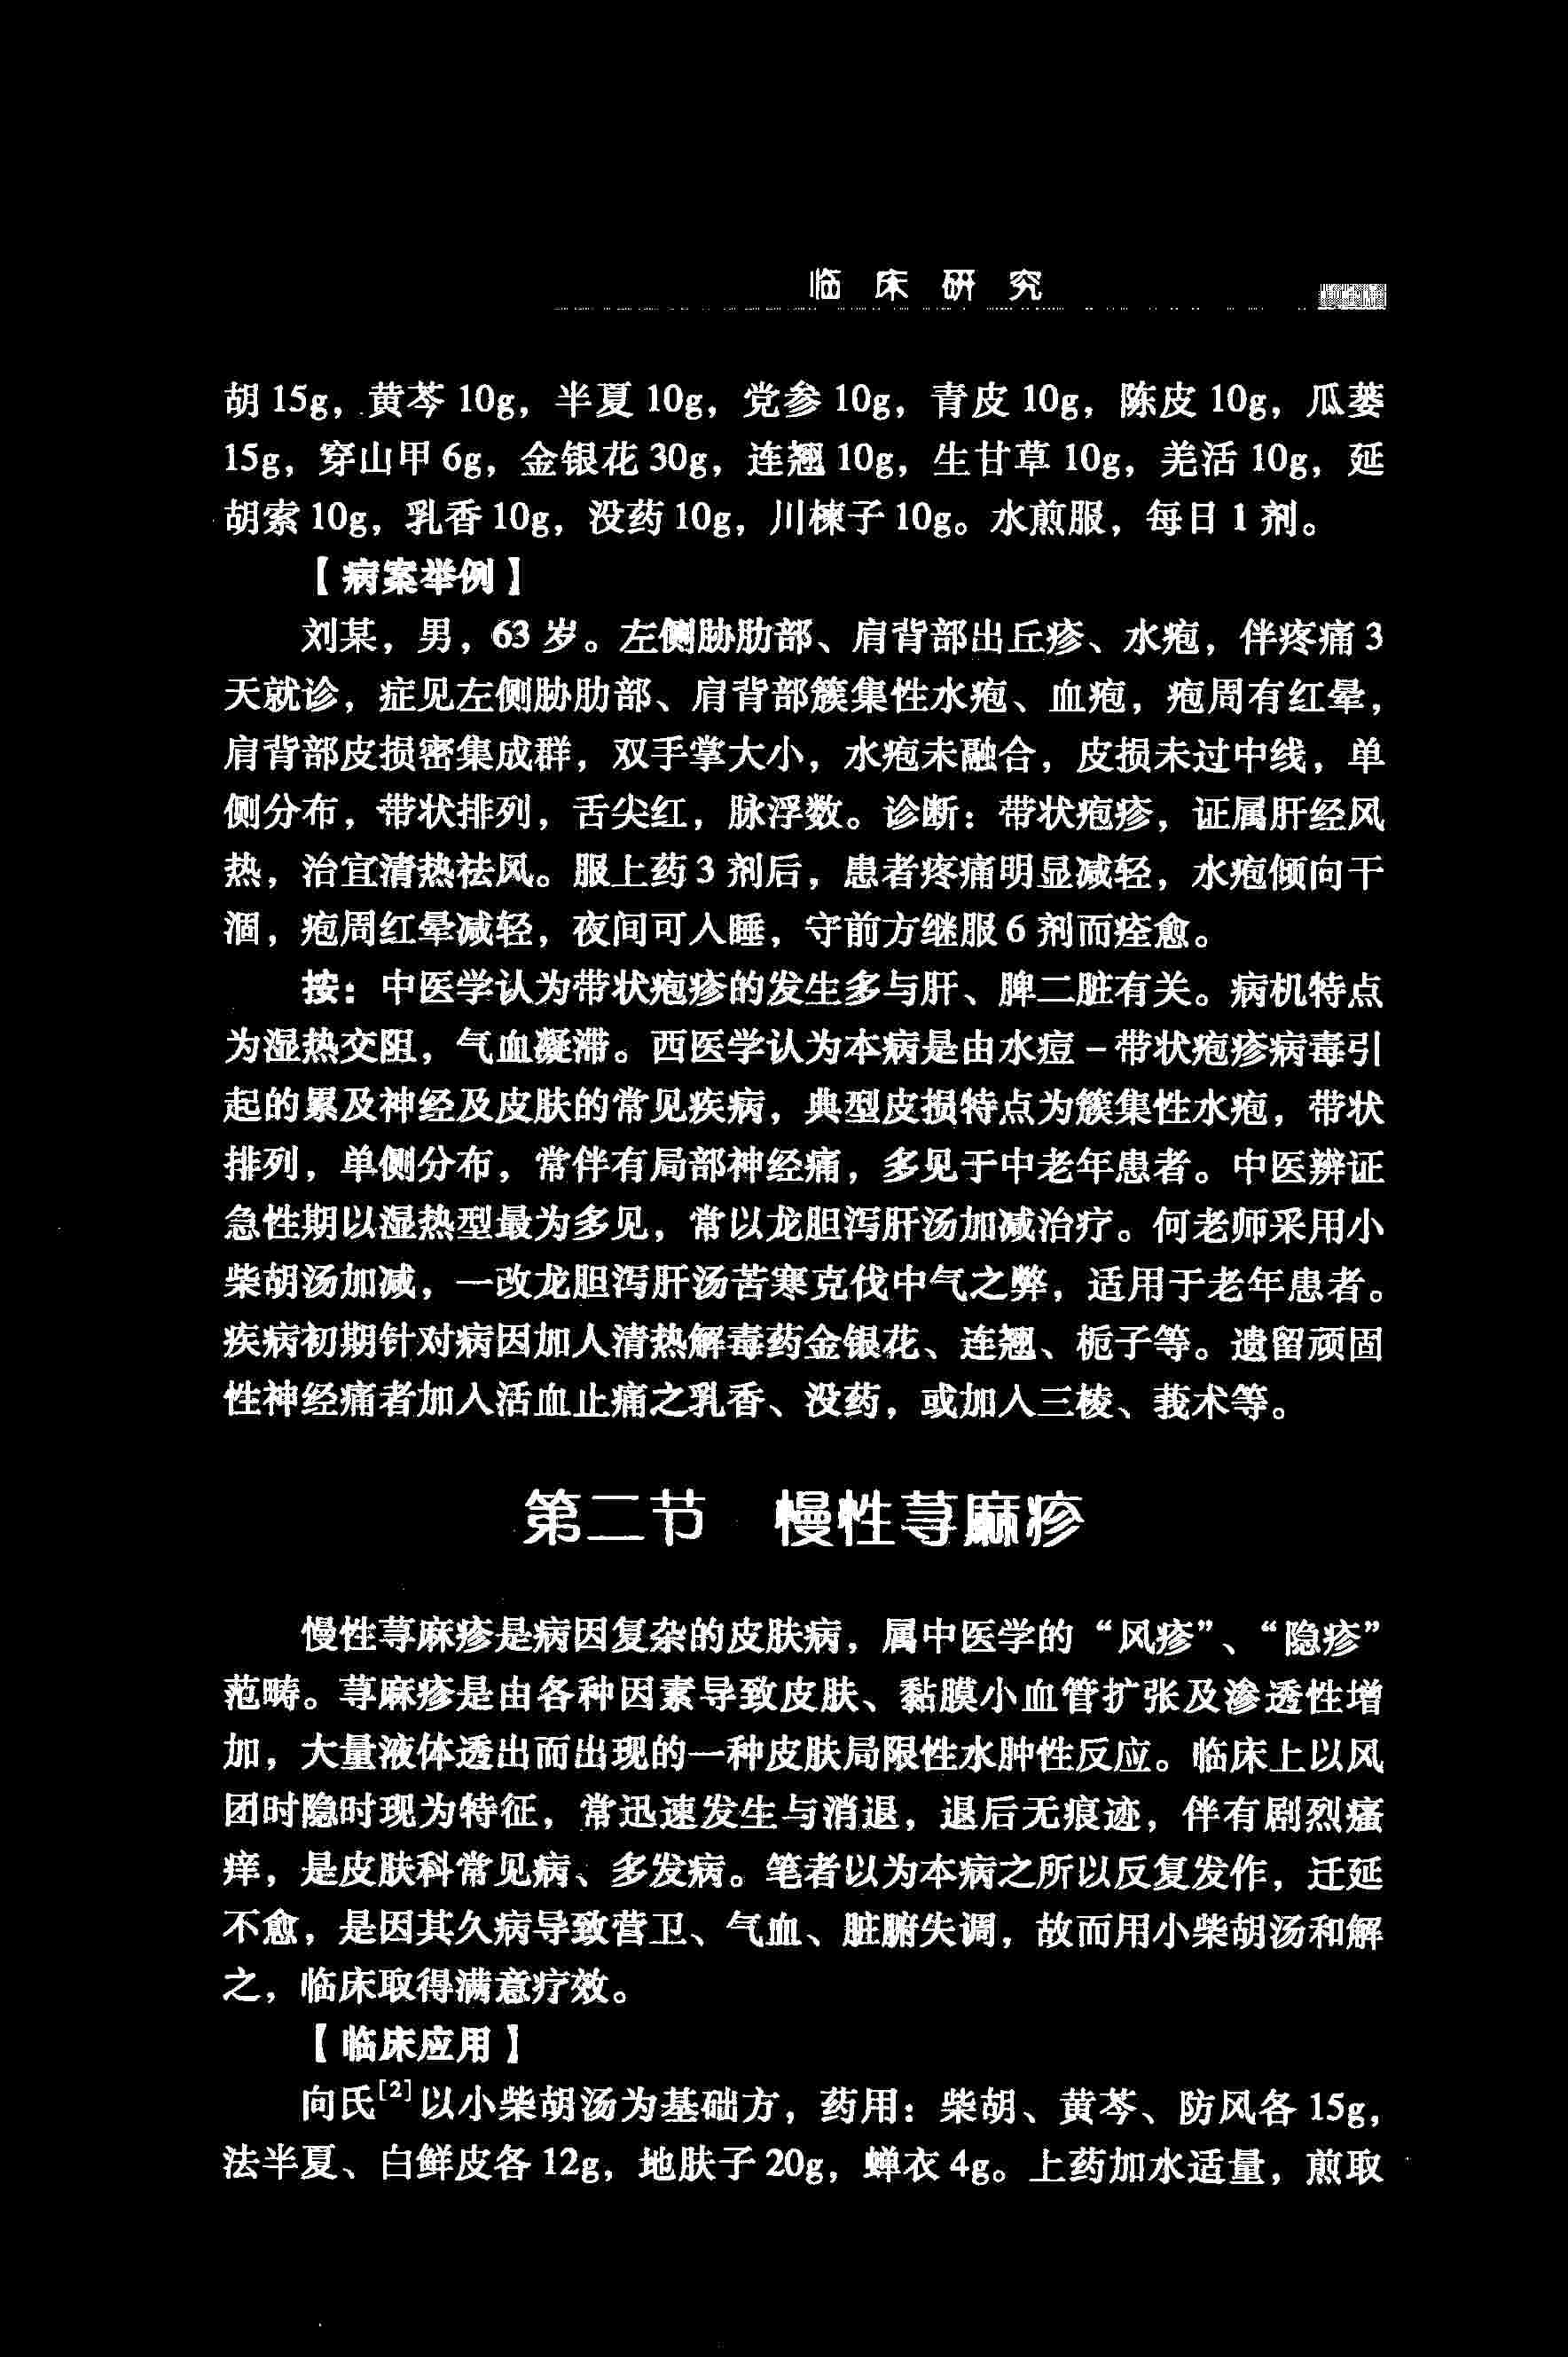 临床研究
胡 15g，黄芩 10g，半夏 10g，党参 10g，青皮 10g，陈皮 10g，瓜蒌
15g，穿山甲 6g，金银花 30g，连翘 10g，生甘草 10g，羌活 10g，延
胡索 10g，乳香 10g，没药 10g，川楝子 10g。水煎服，每日 1 剂。
【病案举例】
刘某，男，63 岁。左侧胁肋部、肩背部出丘疹、水疱，伴疼痛 3
天就诊，症见左侧胁肋部、肩背部簇集性水疱、血疱，疱周有红晕，
肩背部皮损密集成群，双手掌大小，水疱未融合，皮损未过中线，单
侧分布，带状排列，舌尖红，脉浮数。诊断：带状疱疹，证属肝经风
热，治宜清热祛风。服上药 3 剂后，患者疼痛明显减轻，水疱倾向干
涸，疱周红晕减轻，夜间可入睡，守前方继服 6 剂而痊愈。
按：中医学认为带状疱疹的发生多与肝、脾二脏有关。病机特点
为湿热交阻，气血凝滞。西医学认为本病是由水痘－带状疱疹病毒引
起的累及神经及皮肤的常见疾病，典型皮损特点为簇集性水疱，带状
排列，单侧分布，常伴有局部神经痛，多见于中老年患者。中医辨证
急性期以湿热型最为多见，常以龙胆泻肝汤加减治疗。何老师采用小
柴胡汤加减，一改龙胆泻肝汤苦寒克伐中气之弊，适用于老年患者。
疾病初期针对病因加入清热解毒药金银花、连翘、栀子等。遗留顽固
性神经痛者加入活血止痛之乳香、没药，或加入三棱、莪术等。
第二节 慢性荨麻疹
慢性荨麻疹是病因复杂的皮肤病，属中医学的“风疹”、“隐疹”
范畴。荨麻疹是由各种因素导致皮肤、黏膜小血管扩张及渗透性增
加，大量液体透出而出现的一种皮肤局限性水肿性反应。临床上以风
团时隐时现为特征，常迅速发生与消退，退后无痕迹，伴有剧烈瘙
痒，是皮肤科常见病、多发病。笔者以为本病之所以反复发作，迁延
不愈，是因其久病导致营卫、气血、脏腑失调，故而用小柴胡汤和解
之，临床取得满意疗效。
【临床应用】
向氏[2]以小柴胡汤为基础方，药用：柴胡、黄芩、防风各 15g，
法半夏、白鲜皮各 12g，地肤子 20g，蝉衣 4g。上药加水适量，煎取